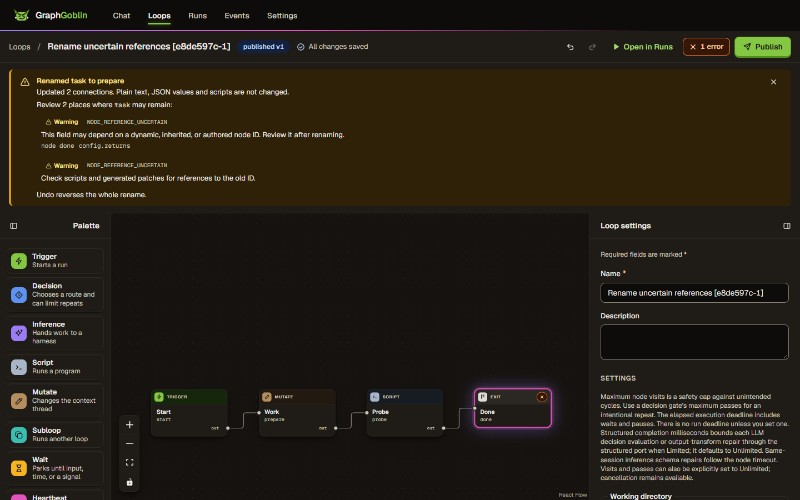 GraphGoblin Chat Loops Runs Events Settings
Loops / Rename uncertain references [e8de597c-1] published v1 All changes saved Open in Runs 1 error Publish
Renamed task to prepare
Updated 2 connections. Plain text, JSON values and scripts are not changed.
Review 2 places where task may remain:
Warning NODE_REFERENCE_UNCERTAIN
This field may depend on a dynamic, inherited, or authored node ID. Review it after renaming.
node done config.returns
Warning NODE_REFERENCE_UNCERTAIN
Check scripts and generated patches for references to the old ID.
Undo reverses the whole rename.
Palette
Trigger
Starts a run
Decision
Chooses a route and
can limit repeats
Inference
Hands work to a
harness
Script
Runs a program
Mutate
Changes the context
thread
Subloop
Runs another loop
Wait
Parks until input,
time, or a signal
Heartbeat
TRIGGER
Start
start
out
MUTATE
Work
prepare
out
SCRIPT
Probe
probe
out
EXIT
Done
done
React Flow
Loop settings
Required fields are marked *
Name *
Rename uncertain references [e8de597c-1]
Description
SETTINGS
Maximum node visits is a safety cap against unintended
cycles. Use a decision gate's maximum passes for an
intentional repeat. The elapsed execution deadline includes
waits and pauses. There is no run deadline unless you set one.
Structured completion milliseconds bounds each LLM
decision evaluation or output-transform repair through the
structured port when Limited; it defaults to Unlimited. Same-
session inference schema repairs follow the node timeout.
Visits and passes can also be explicitly set to Unlimited;
cancellation remains available.
Working directory